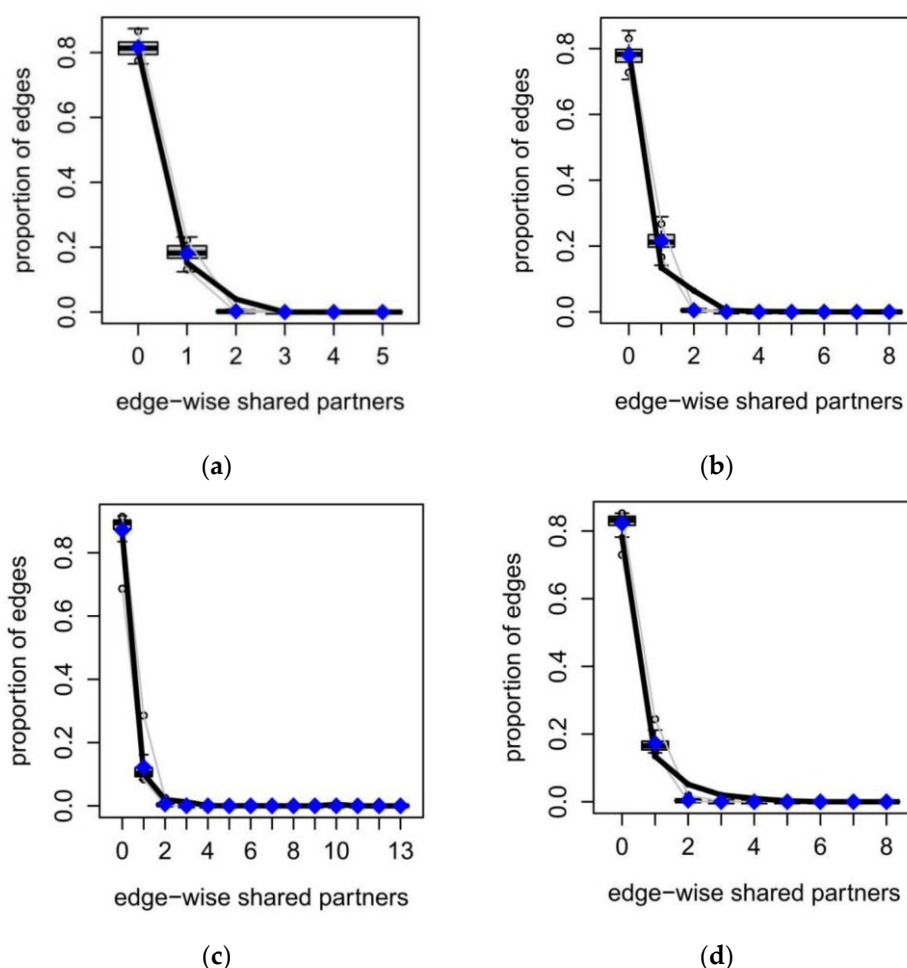 proportion of edges
0.0 0.2 0.4 0.6 0.8
0 1 2 3 4 5
edge-wise shared partners
(a)
proportion of edges
0.0 0.2 0.4 0.6 0.8
0 2 4 6 8
edge-wise shared partners
(b)
proportion of edges
0.0 0.2 0.4 0.6 0.8
0 2 4 6 8 10 13
edge-wise shared partners
(c)
proportion of edges
0.0 0.2 0.4 0.6 0.8
0 2 4 6 8
edge-wise shared partners
(d)